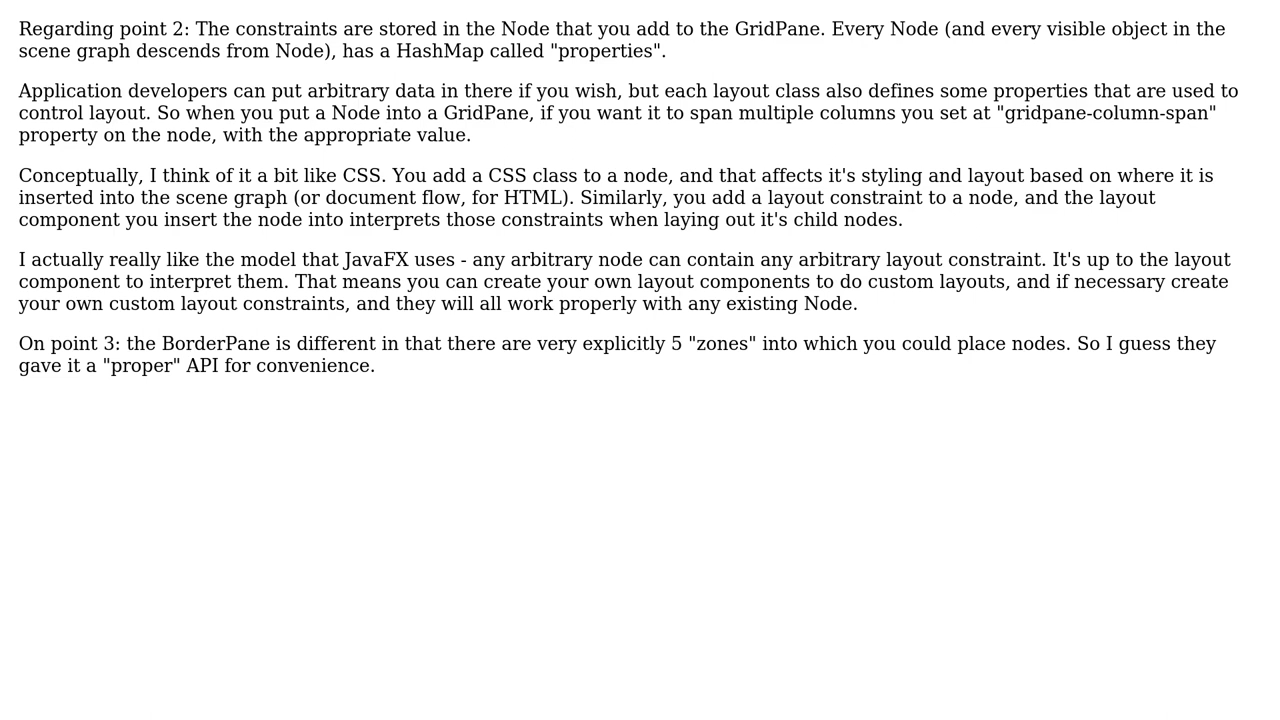 Regarding point 2: The constraints are stored in the Node that you add to the GridPane. Every Node (and every visible object in the
scene graph descends from Node), has a HashMap called "properties".
Application developers can put arbitrary data in there if you wish, but each layout class also defines some properties that are used to
control layout. So when you put a Node into a GridPane, if you want it to span multiple columns you set at "gridpane-column-span"
property on the node, with the appropriate value.
Conceptually, I think of it a bit like CSS. You add a CSS class to a node, and that affects it's styling and layout based on where it is
inserted into the scene graph (or document flow, for HTML). Similarly, you add a layout constraint to a node, and the layout
component you insert the node into interprets those constraints when laying out it's child nodes.
I actually really like the model that JavaFX uses - any arbitrary node can contain any arbitrary layout constraint. It's up to the layout
component to interpret them. That means you can create your own layout components to do custom layouts, and if necessary create
your own custom layout constraints, and they will all work properly with any existing Node.
On point 3: the BorderPane is different in that there are very explicitly 5 "zones" into which you could place nodes. So I guess they
gave it a "proper" API for convenience.